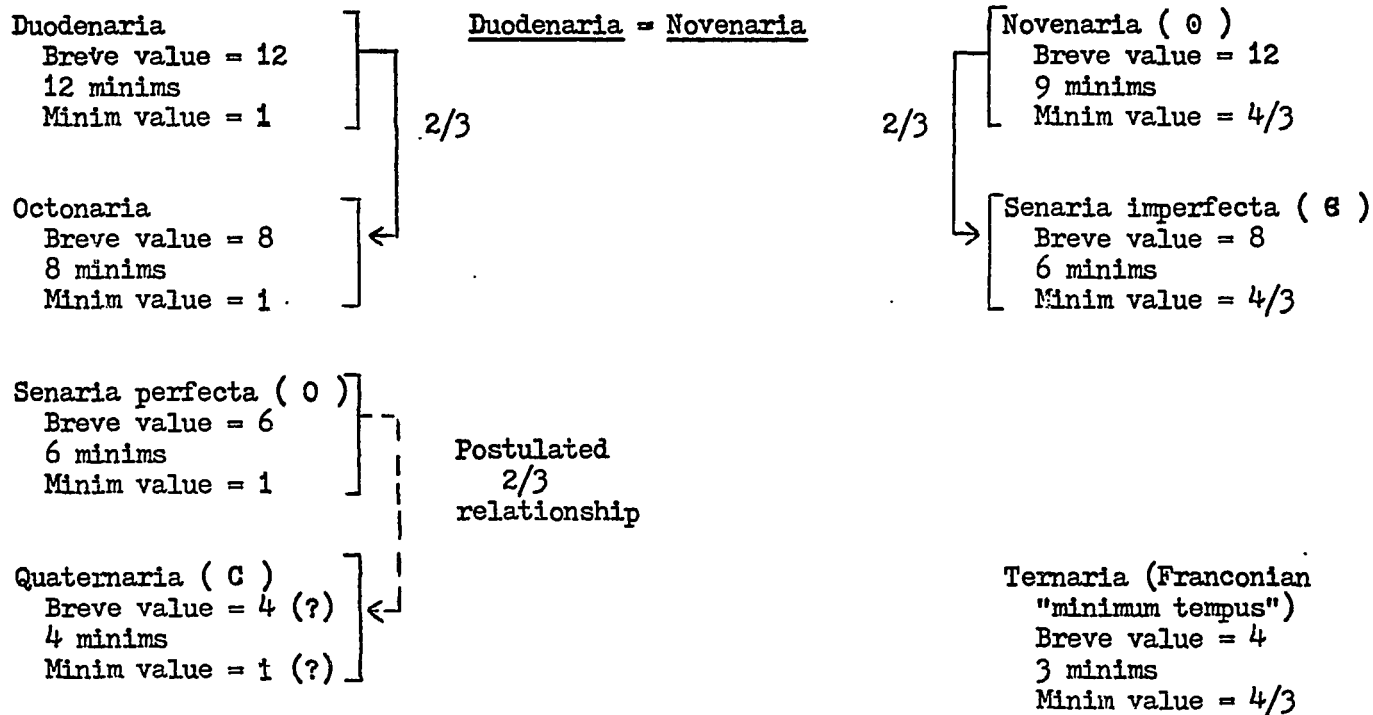 Duodenaria = Novenaria
Duodenaria
Breve value = 12
12 minims
Minim value = 1
2/3
Octonaria
Breve value = 8
8 minims
Minim value = 1
Senaria perfecta ( O )
Breve value = 6
6 minims
Minim value = 1
Postulated
2/3
relationship
Quaternaria ( C )
Breve value = 4 (?)
4 minims
Minim value = 1 (?)
Novenaria ( ʘ )
Breve value = 12
9 minims
Minim value = 4/3
2/3
Senaria imperfecta ( )
Breve value = 8
6 minims
Minim value = 4/3
Ternaria (Franconian
"minimum tempus")
Breve value = 4
3 minims
Minim value = 4/3